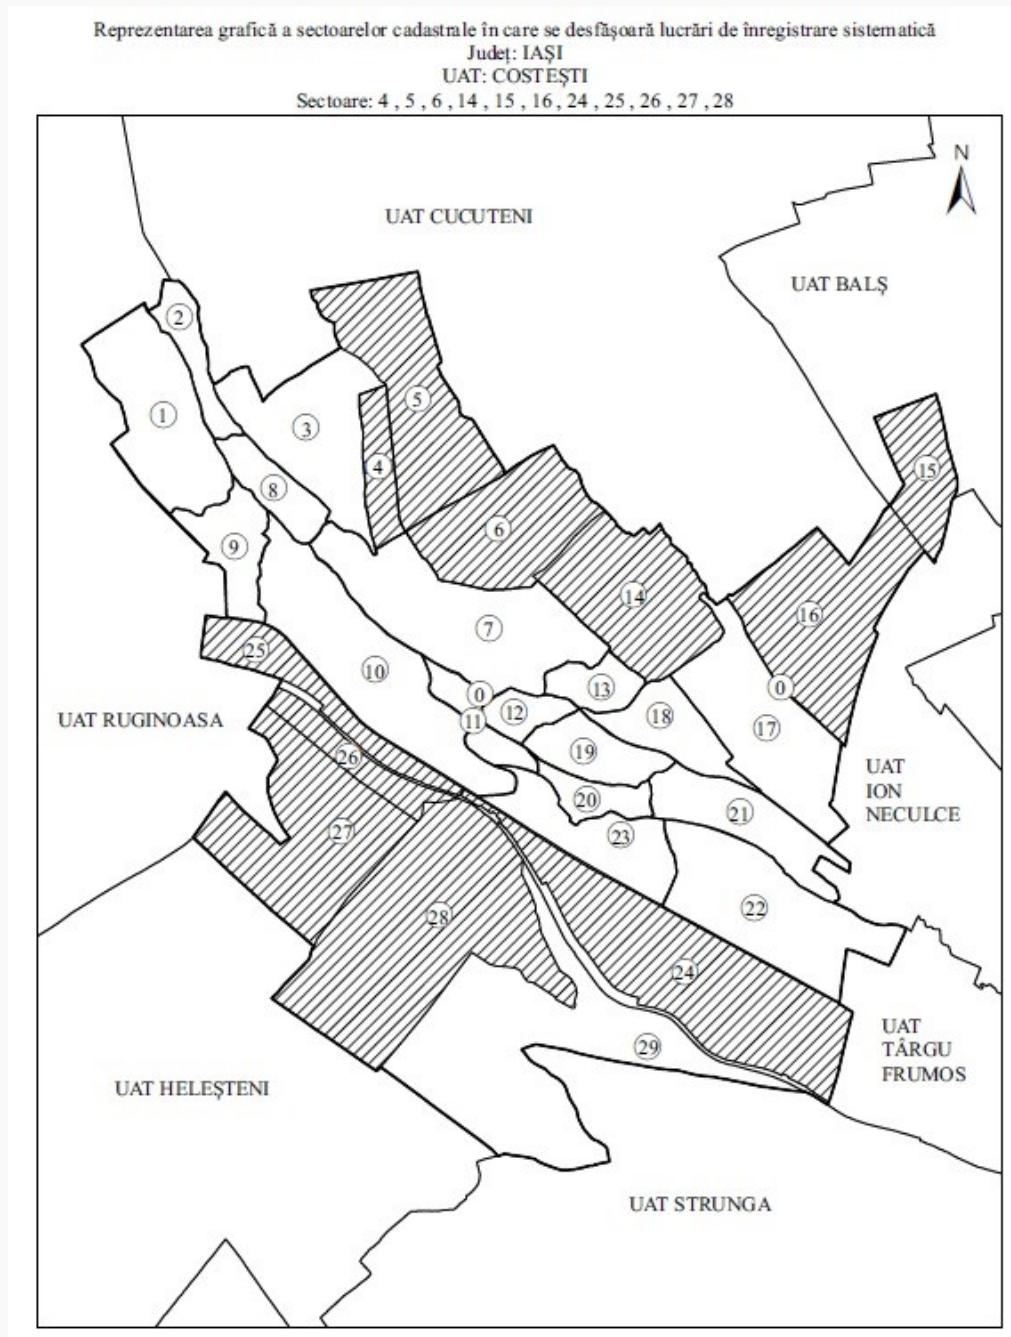 Reprezentarea grafică a sectoarelor cadastrale în care se desfășoară lucrări de înregistrare sistematică
Județ: IAȘI
UAT: COSTEȘTI
Sectoare: 4 , 5 , 6 , 14 , 15 , 16 , 24 , 25 , 26 , 27 , 28
N
UAT CUCUTENI
UAT BALȘ
2
5
1
3
4
15
8
6
9
14
16
7
25
10
13
0
0
UAT RUGINOASA
11
12
18
17
26
19
UAT
ION
NECULCE
20
21
27
23
28
22
24
UAT
TÂRGU
FRUMOS
29
UAT HELEȘTENI
UAT STRUNGA